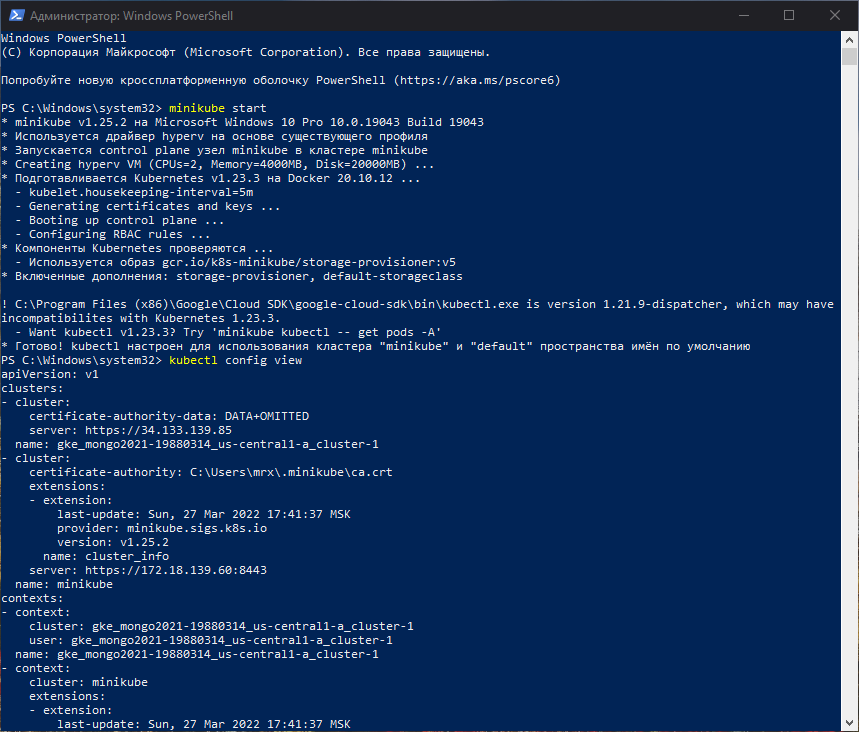 Администратор: Windows PowerShell
Windows PowerShell
(C) Корпорация Майкрософт (Microsoft Corporation). Все права защищены.
Попробуйте новую кроссплатформенную оболочку PowerShell (https://aka.ms/pscore6)
PS C:\Windows\system32> minikube start
* minikube v1.25.2 на Microsoft Windows 10 Pro 10.0.19043 Build 19043
* Используется драйвер hyperv на основе существующего профиля
* Запускается control plane узел minikube в кластере minikube
* Creating hyperv VM (CPUs=2, Memory=4000MB, Disk=20000MB) ...
* Подготавливается Kubernetes v1.23.3 на Docker 20.10.12 ...
  - kubelet.housekeeping-interval=5m
  - Generating certificates and keys ...
  - Booting up control plane ...
  - Configuring RBAC rules ...
* Компоненты Kubernetes проверяются ...
  - Используется образ gcr.io/k8s-minikube/storage-provisioner:v5
* Включенные дополнения: storage-provisioner, default-storageclass
! C:\Program Files (x86)\Google\Cloud SDK\google-cloud-sdk\bin\kubectl.exe is version 1.21.9-dispatcher, which may have
incompatibilites with Kubernetes 1.23.3.
  - Want kubectl v1.23.3? Try 'minikube kubectl -- get pods -A'
* Готово! kubectl настроен для использования кластера "minikube" и "default" пространства имён по умолчанию
PS C:\Windows\system32> kubectl config view
apiVersion: v1
clusters:
- cluster:
    certificate-authority-data: DATA+OMITTED
    server: https://34.133.139.85
  name: gke_mongo2021-19880314_us-central1-a_cluster-1
- cluster:
    certificate-authority: C:\Users\mrx\.minikube\ca.crt
    extensions:
    - extension:
        last-update: Sun, 27 Mar 2022 17:41:37 MSK
        provider: minikube.sigs.k8s.io
        version: v1.25.2
      name: cluster_info
    server: https://172.18.139.60:8443
  name: minikube
contexts:
- context:
    cluster: gke_mongo2021-19880314_us-central1-a_cluster-1
    user: gke_mongo2021-19880314_us-central1-a_cluster-1
  name: gke_mongo2021-19880314_us-central1-a_cluster-1
- context:
    cluster: minikube
    extensions:
    - extension:
        last-update: Sun, 27 Mar 2022 17:41:37 MSK